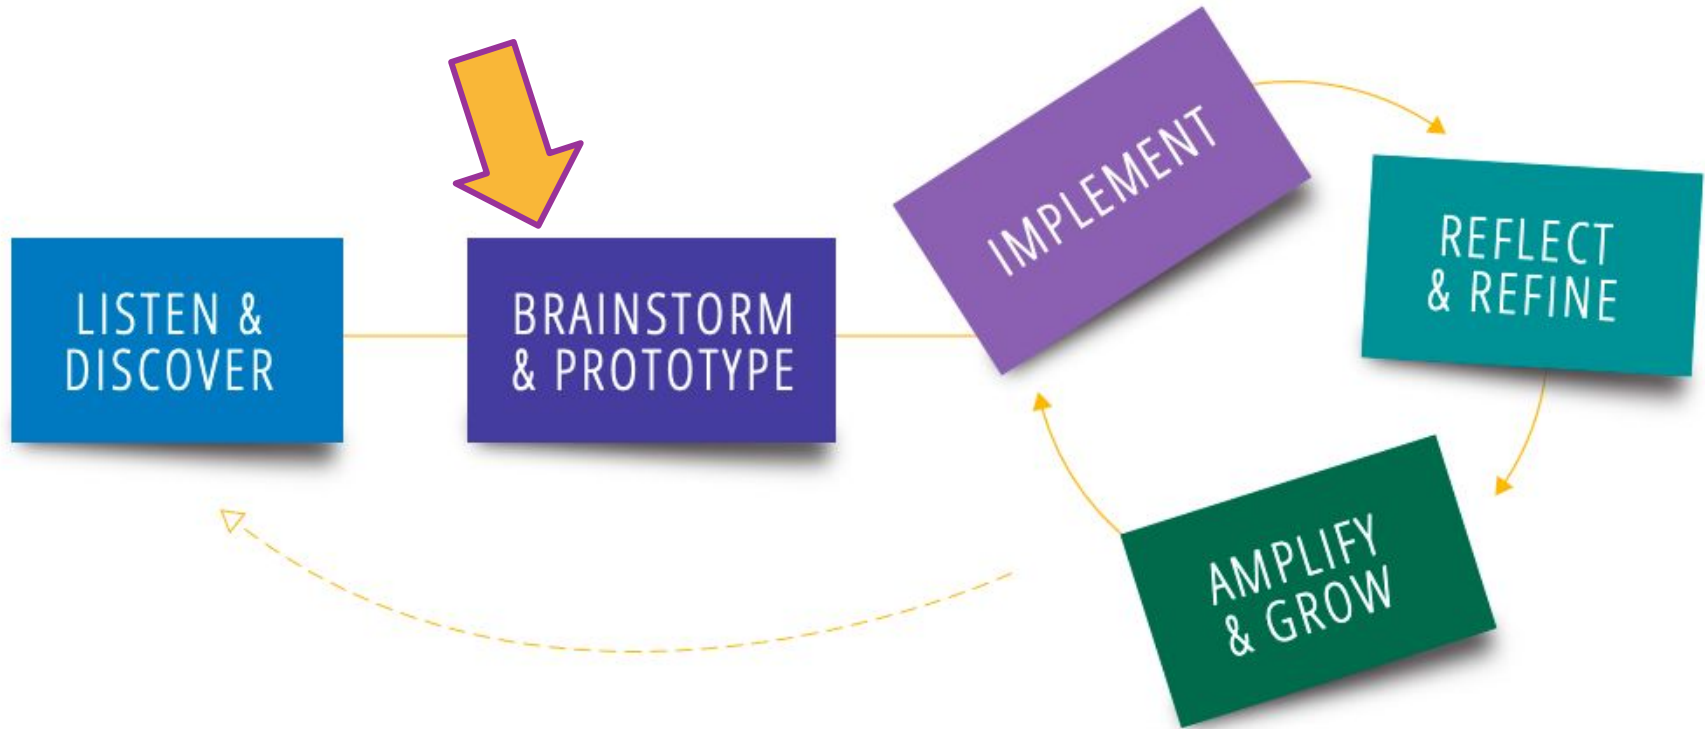 LISTEN &
DISCOVER
BRAINSTORM
& PROTOTYPE
IMPLEMENT
REFLECT
& REFINE
AMPLIFY
& GROW